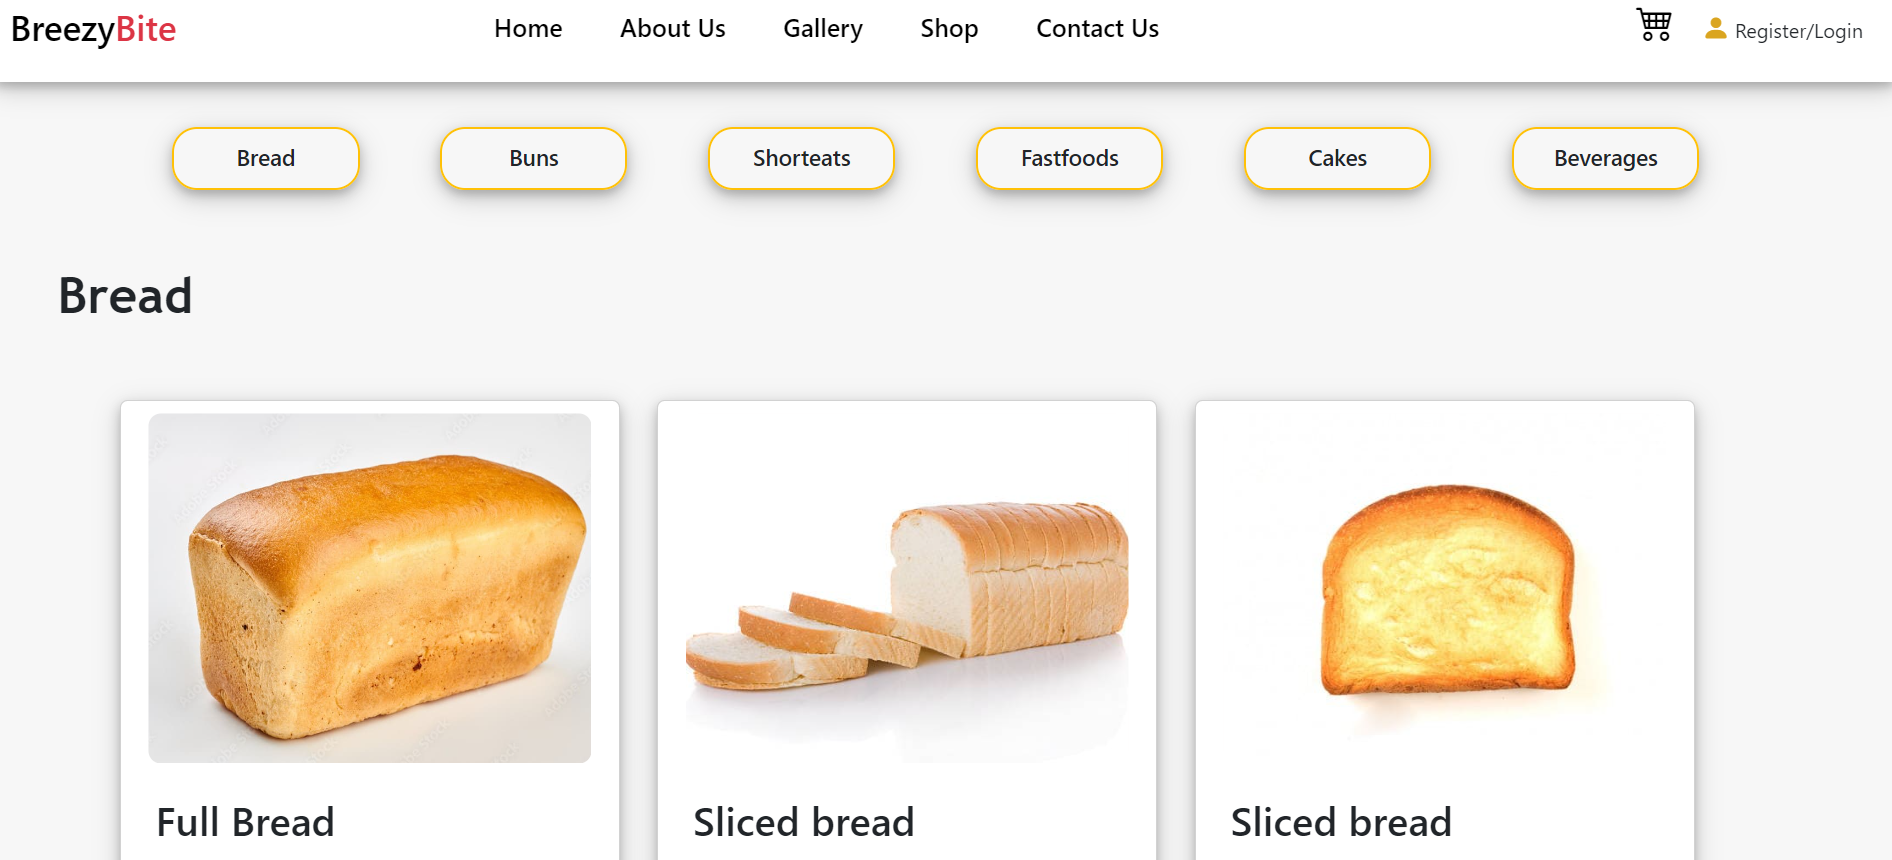 BreezyBite
Home About Us Gallery Shop Contact Us
Register/Login
Bread Buns Shorteats Fastfoods Cakes Beverages
Bread
Full Bread
Sliced bread
Sliced bread